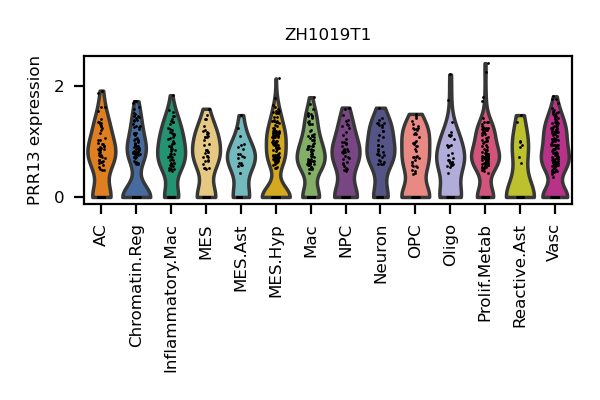 ZH1019T1
PRR13 expression
2
0
AC
Chromatin.Reg
Inflammatory.Mac
MES
MES.Ast
MES.Hyp
Mac
NPC
Neuron
OPC
Oligo
Prolif.Metab
Reactive.Ast
Vasc